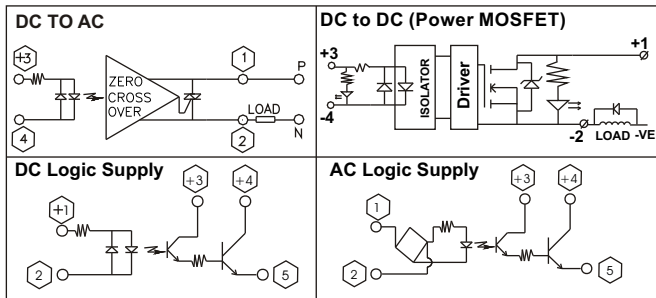 DC TO AC
+3
4
ZERO
CROSS
OVER
1
P
LOAD
2
N
DC to DC (Power MOSFET)
+3
-4
ISOLATOR
Driver
+1
-2
LOAD
-VE
DC Logic Supply
+1
2
+3
+4
5
AC Logic Supply
1
2
+3
+4
5